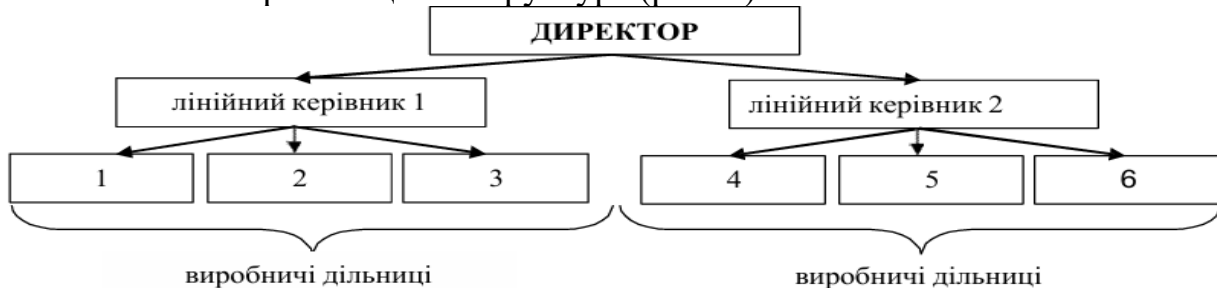 ДИРЕКТОР
лінійний керівник 1
лінійний керівник 2
1 2 3 4 5 6
виробничі дільниці
виробничі дільниці